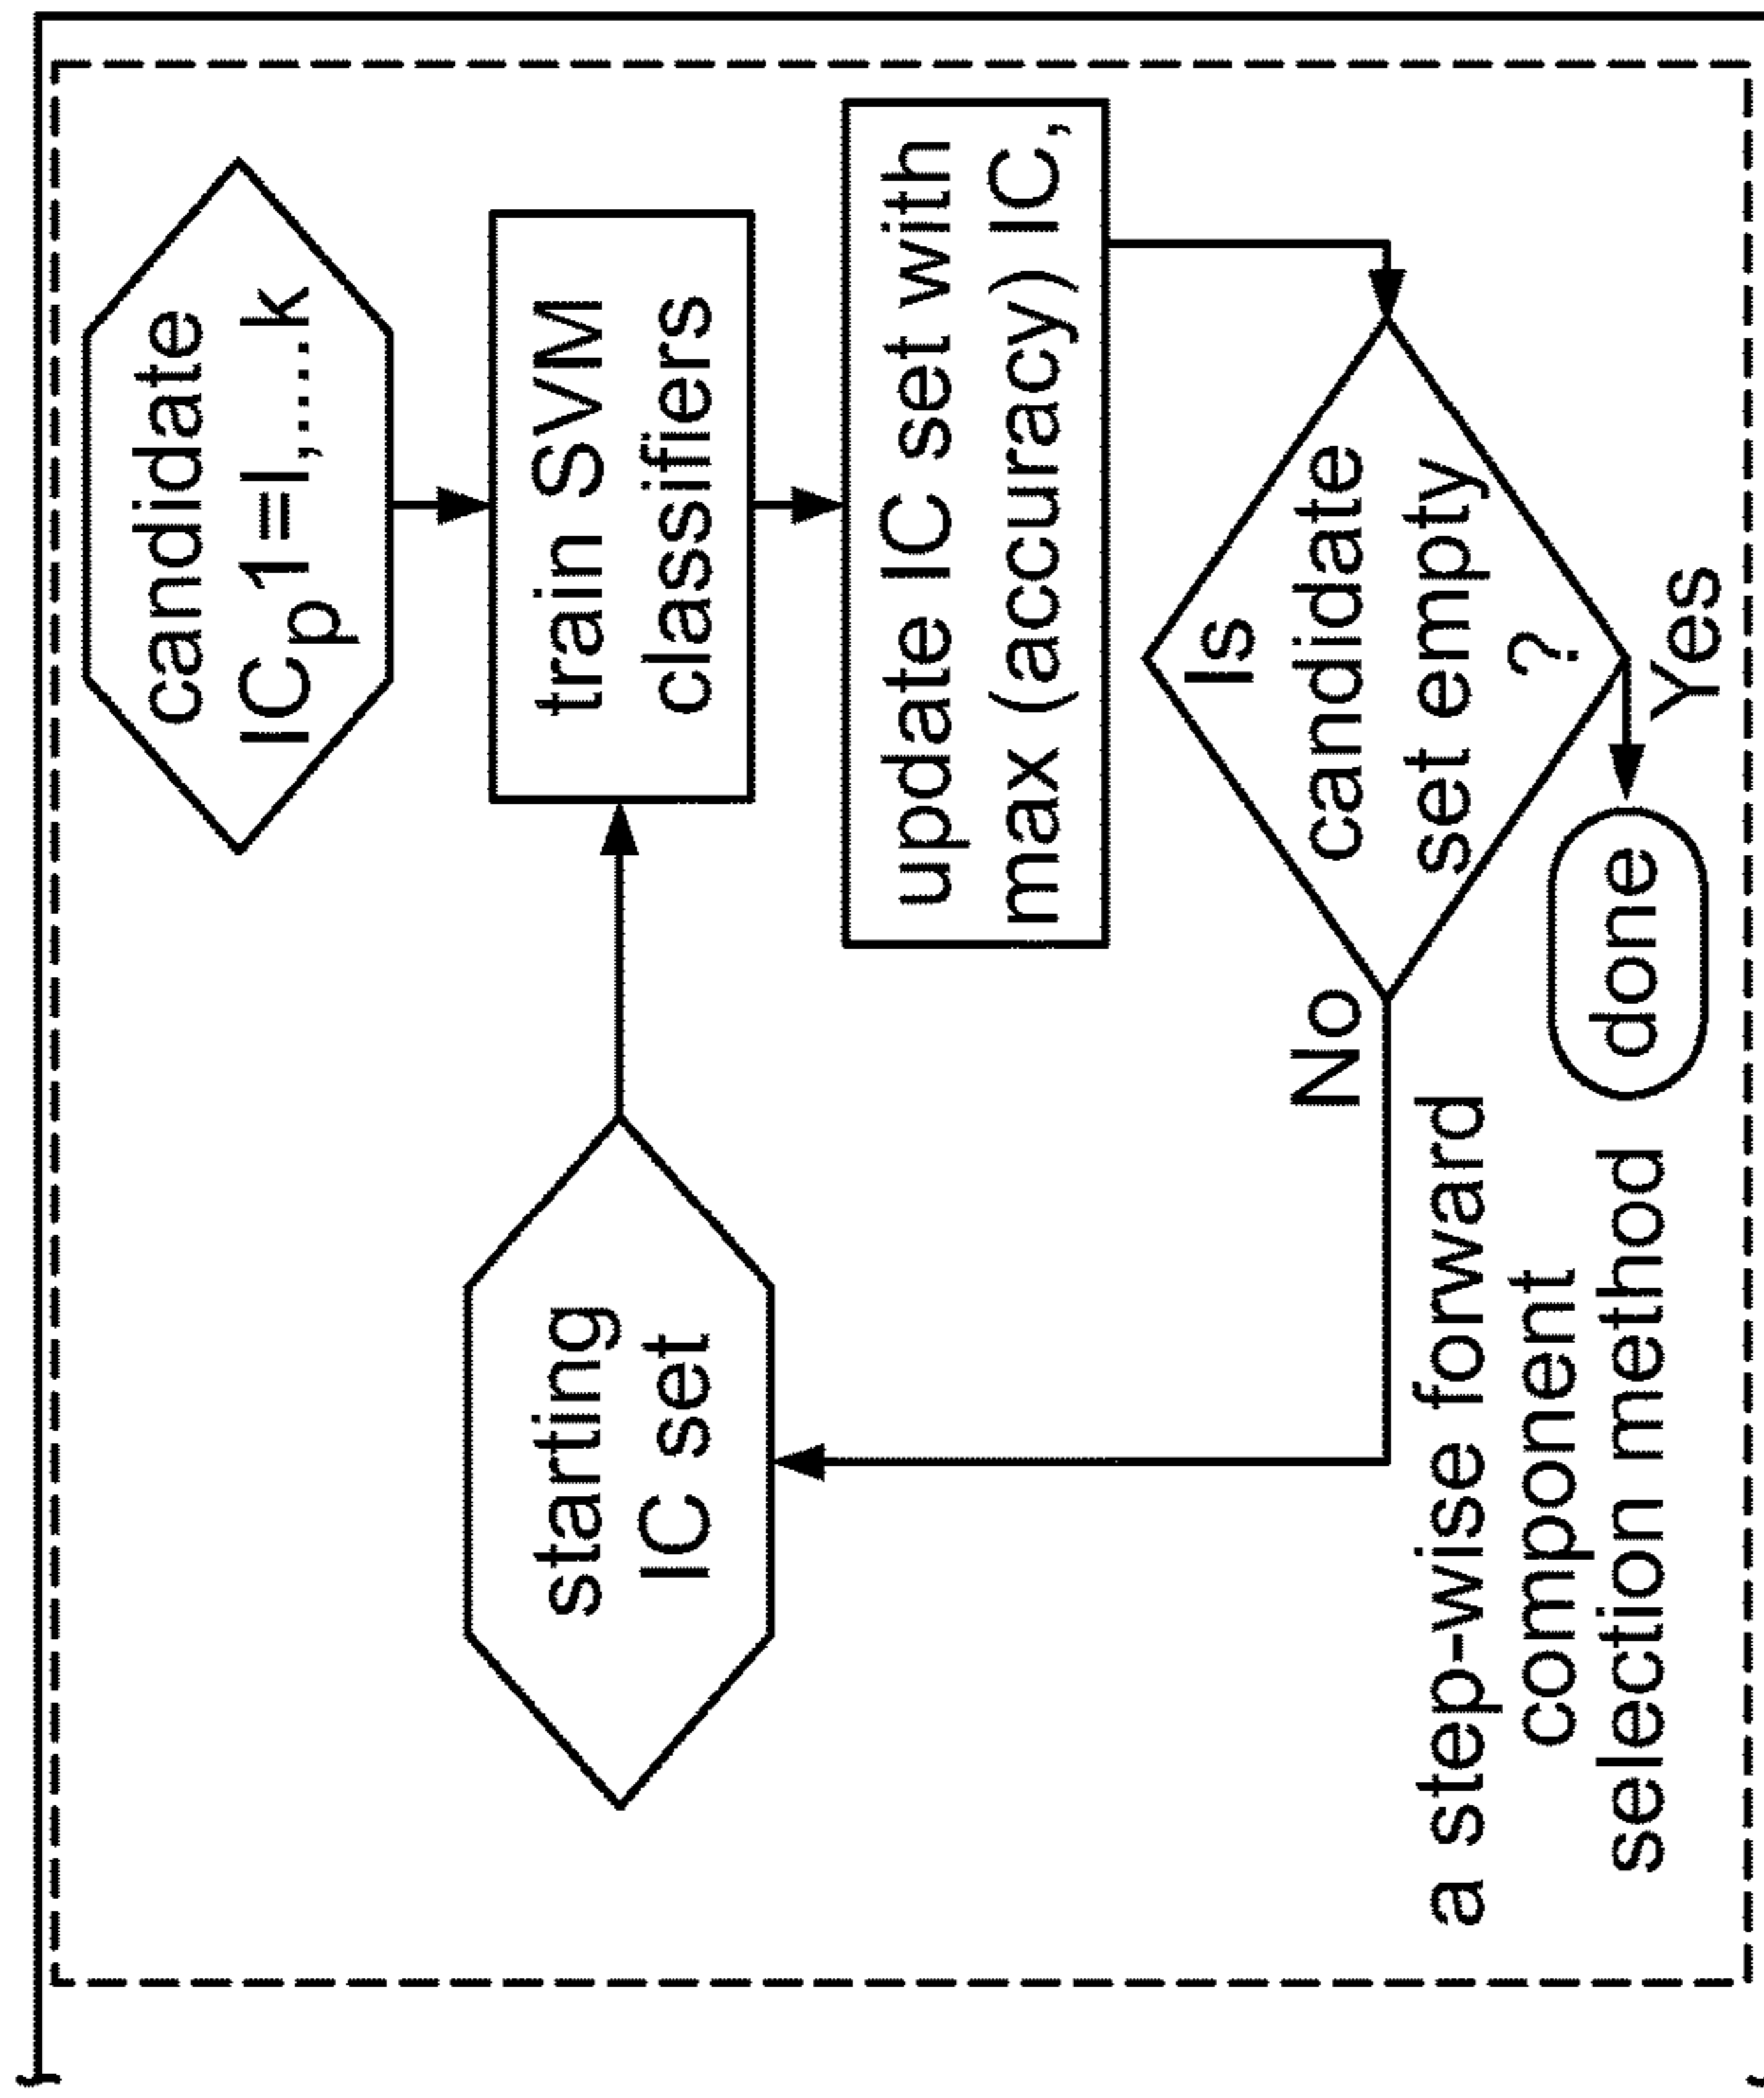 candidate
ICp1=l,....k
train SVM
classifiers
starting
IC set
update IC set with
max (accuracy) IC,
Is
candidate
set empty
?
No
Yes
done
a step-wise forward
component
selection method